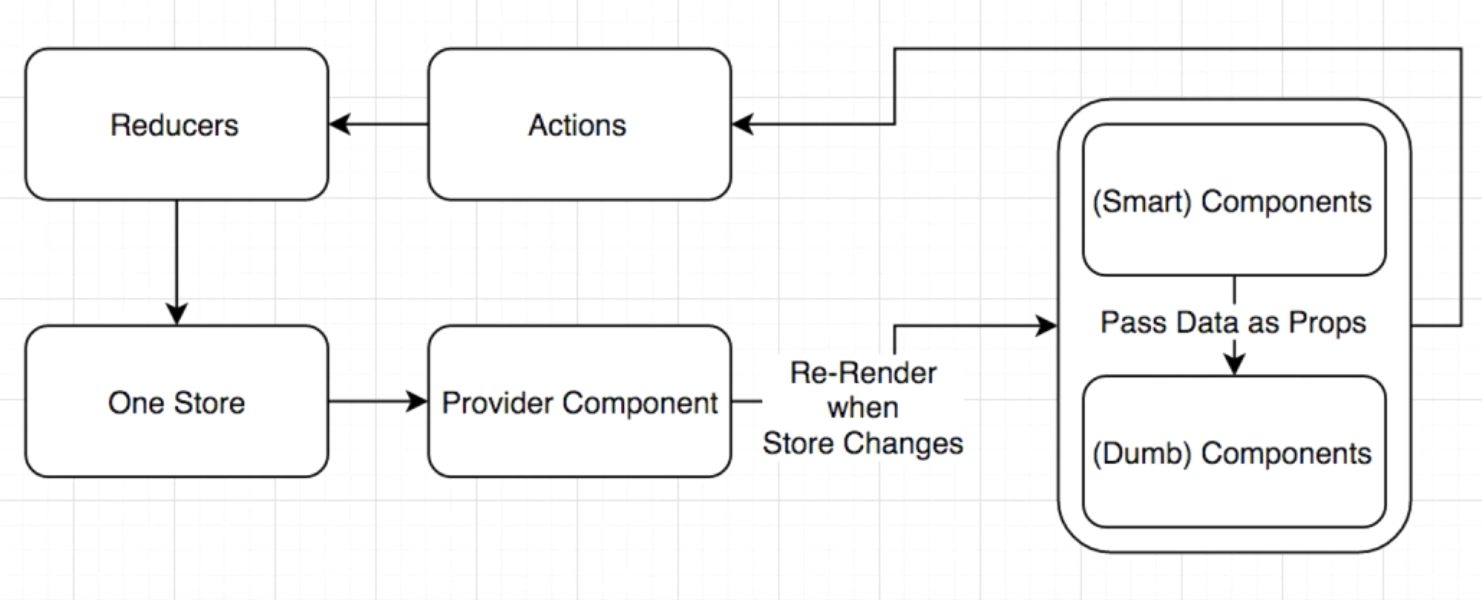 Reducers
Actions
(Smart) Components
Pass Data as Props
(Dumb) Components
One Store
Provider Component
Re-Render
when
Store Changes